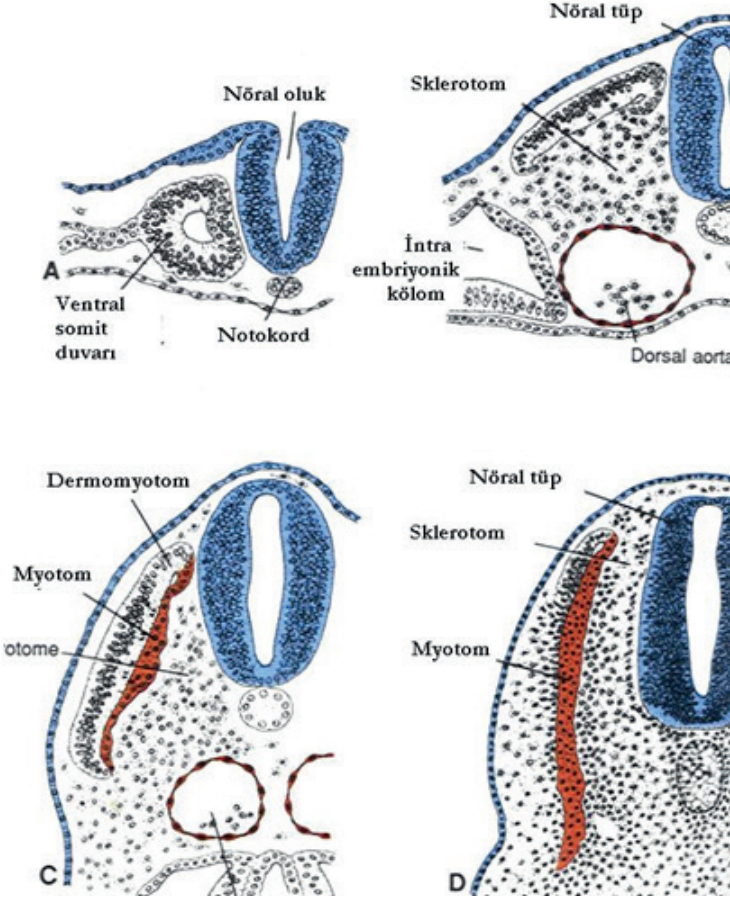 Nöral tüp
Nöral oluk
Sklerotom
İntra
embriyonik
kölom
A
Ventral
somit
duvarı
Notokord
Dorsal aorta
Dermomyotom
Nöral tüp
Sklerotom
Myotom
otome
Myotom
C
D